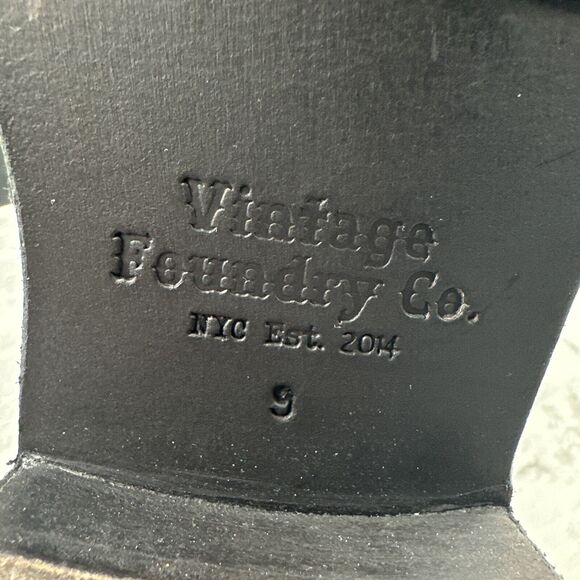 Vintage
Foundry Co.
NYC Est. 2014
9